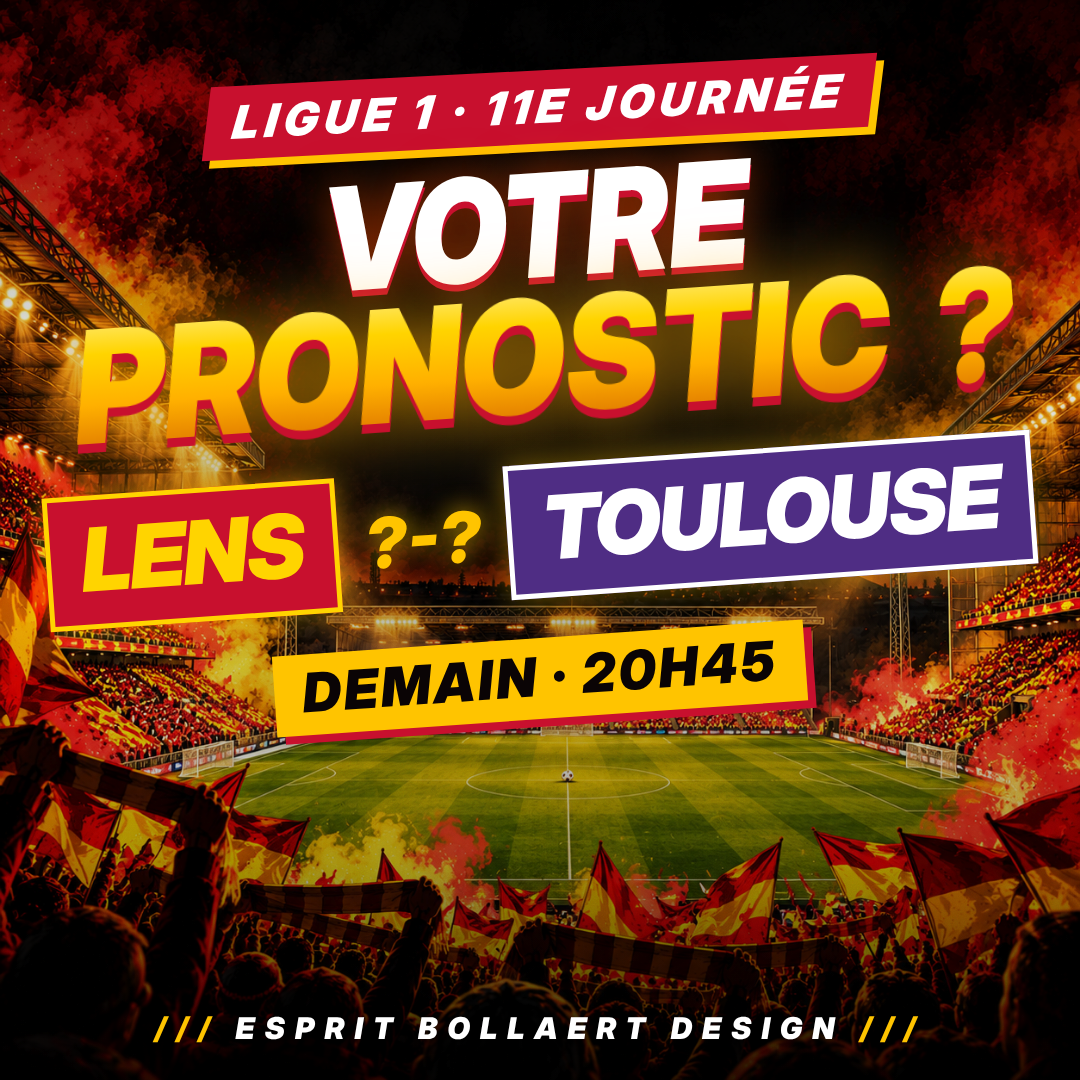 LIGUE 1 · 11E JOURNÉE
VOTRE
PRONOSTIC ?
LENS ?-? TOULOUSE
DEMAIN · 20H45
/// ESPRIT BOLLAERT DESIGN ///